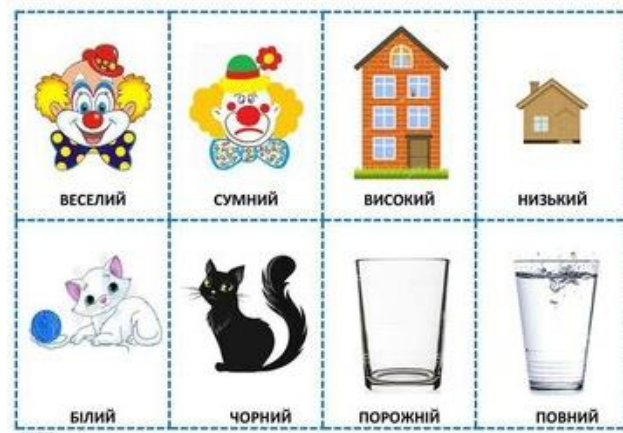 ВЕСЕЛИЙ СУМНИЙ ВИСОКИЙ НИЗЬКИЙ
БІЛИЙ ЧОРНИЙ ПОРОЖНІЙ ПОВНИЙ